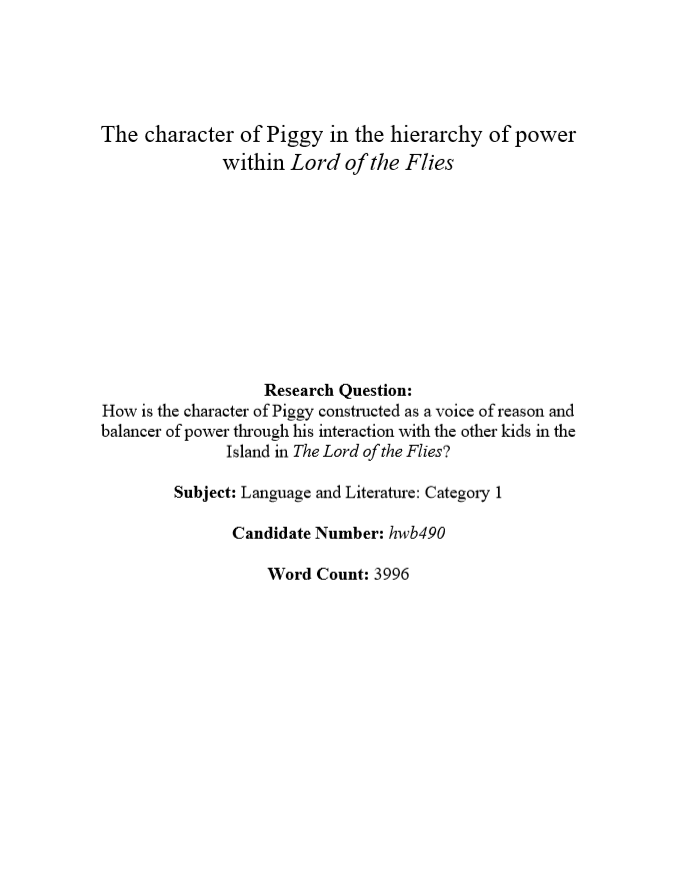 The character of Piggy in the hierarchy of power
within Lord of the Flies
Research Question:
How is the character of Piggy constructed as a voice of reason and
balancer of power through his interaction with the other kids in the
Island in The Lord of the Flies?
Subject: Language and Literature: Category 1
Candidate Number: hwb490
Word Count: 3996